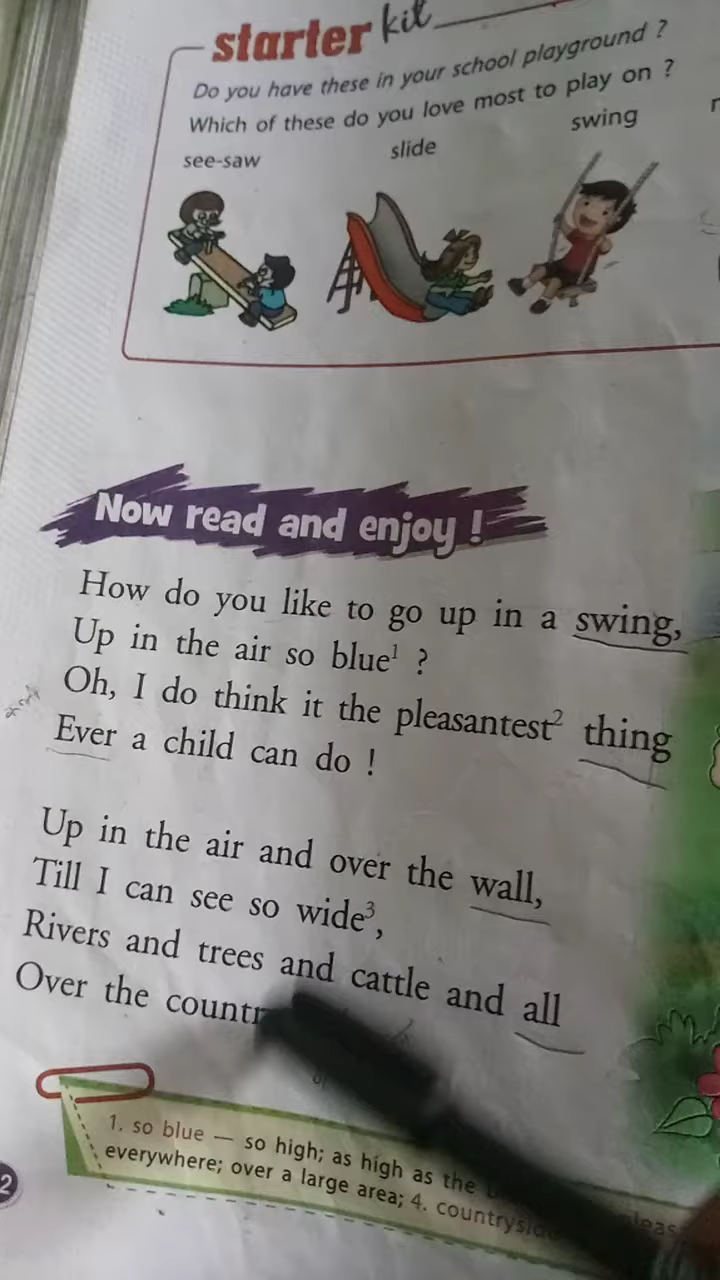 starter kit
Do you have these in your school playground ?
Which of these do you love most to play on ?
see-saw slide swing
Now read and enjoy !
How do you like to go up in a swing,
Up in the air so blue¹ ?
Oh, I do think it the pleasantest² thing
Ever a child can do !
Up in the air and over the wall,
Till I can see so wide³,
Rivers and trees and cattle and all
Over the
1. so blue — so high; as high as the
everywhere; over a large area; 4.
2